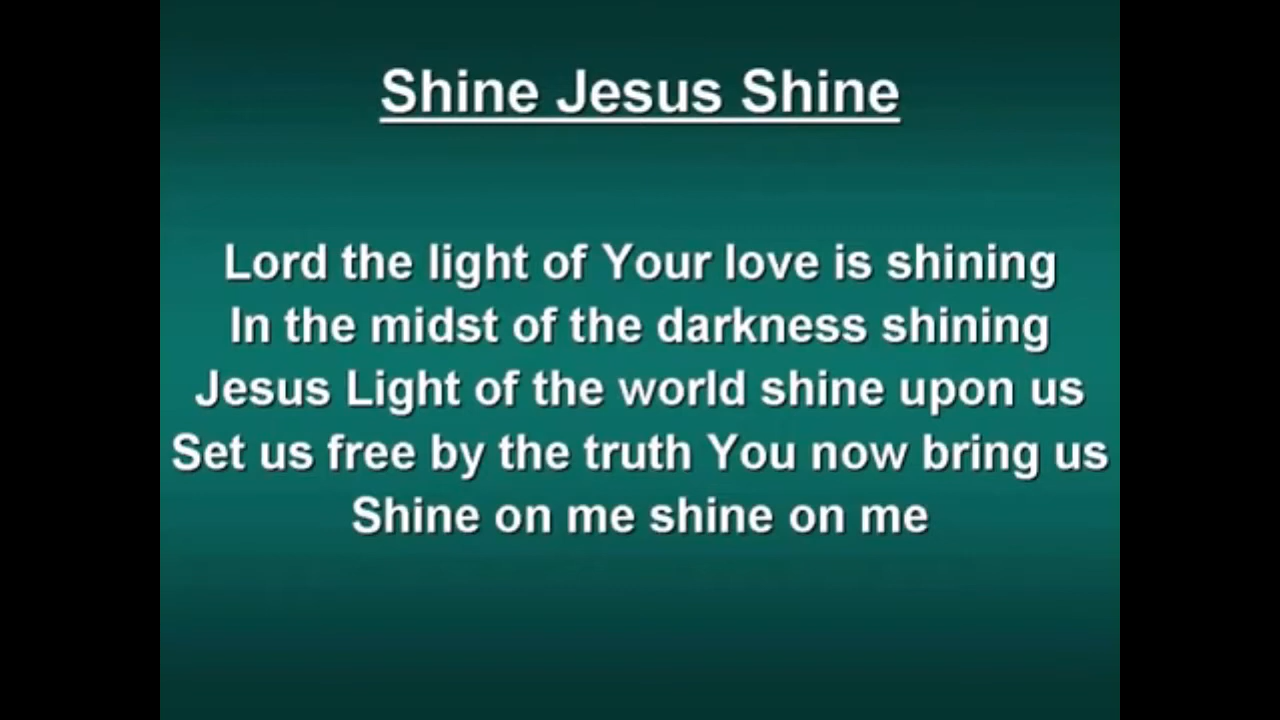 Shine Jesus Shine
Lord the light of Your love is shining
In the midst of the darkness shining
Jesus Light of the world shine upon us
Set us free by the truth You now bring us
Shine on me shine on me